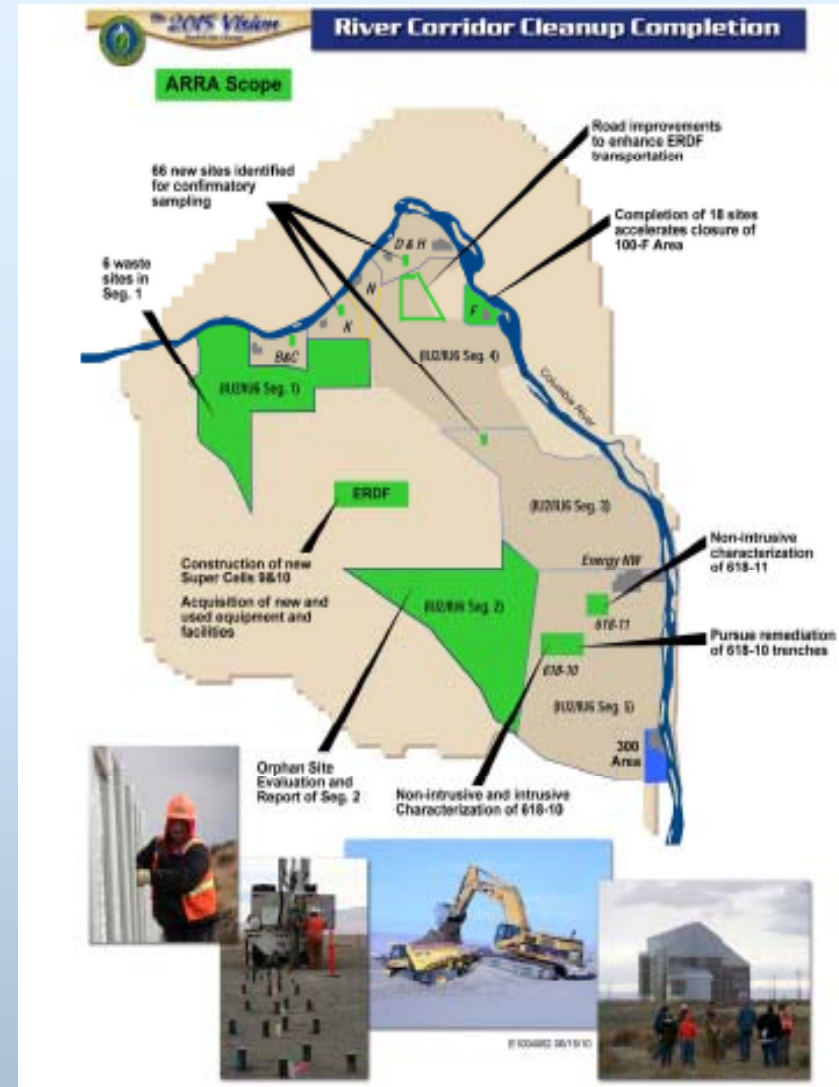 The 2015 Vision
River Corridor Cleanup Completion
ARRA Scope
Road improvements
to enhance ERDF
transportation
66 new sites identified
for confirmatory
sampling
Completion of 18 sites
accelerates closure of
100-F Area
6 waste
sites in
Seg. 1
D & H
N
K
F
B&C
(IU2/IU6 Seg. 4)
(IU2/IU6 Seg. 1)
Columbia River
ERDF
(IU2/IU6 Seg. 3)
Construction of new
Super Cells 9&10
Acquisition of new and
used equipment and
facilities
Energy NW
Non-intrusive
characterization
of 618-11
(IU2/IU6 Seg. 2)
618-11
Pursue remediation
of 618-10 trenches
618-10
(IU2/IU6 Seg. 5)
300
Area
Orphan Site
Evaluation and
Report of Seg. 2
Non-intrusive and intrusive
Characterization of 618-10